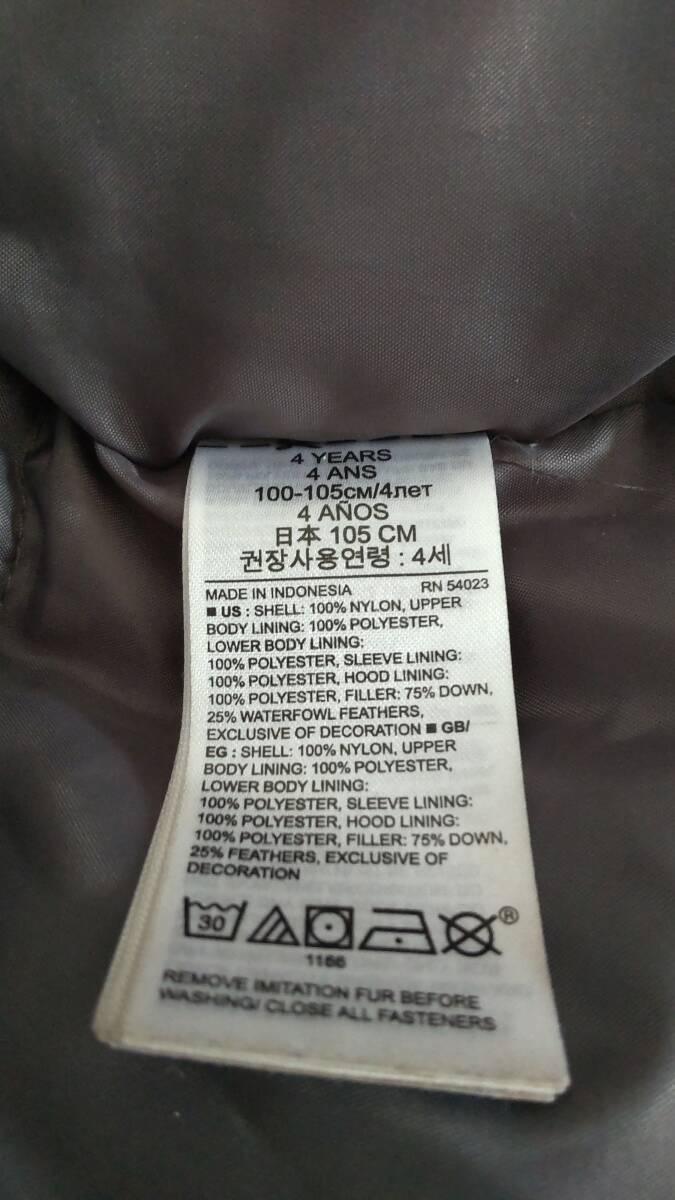 4 YEARS
4 ANS
100-105см/4лет
4 AÑOS
日本 105 CM
권장사용연령 : 4세
MADE IN INDONESIA RN 54023
■ US : SHELL: 100% NYLON, UPPER
BODY LINING: 100% POLYESTER,
LOWER BODY LINING:
100% POLYESTER, SLEEVE LINING:
100% POLYESTER, HOOD LINING:
100% POLYESTER, FILLER: 75% DOWN,
25% WATERFOWL FEATHERS,
EXCLUSIVE OF DECORATION ■ GB/
EG : SHELL: 100% NYLON, UPPER
BODY LINING: 100% POLYESTER,
LOWER BODY LINING:
100% POLYESTER, SLEEVE LINING:
100% POLYESTER, HOOD LINING:
100% POLYESTER, FILLER: 75% DOWN,
25% FEATHERS, EXCLUSIVE OF
DECORATION
30 ®
1166
REMOVE IMITATION FUR BEFORE
WASHING/ CLOSE ALL FASTENERS